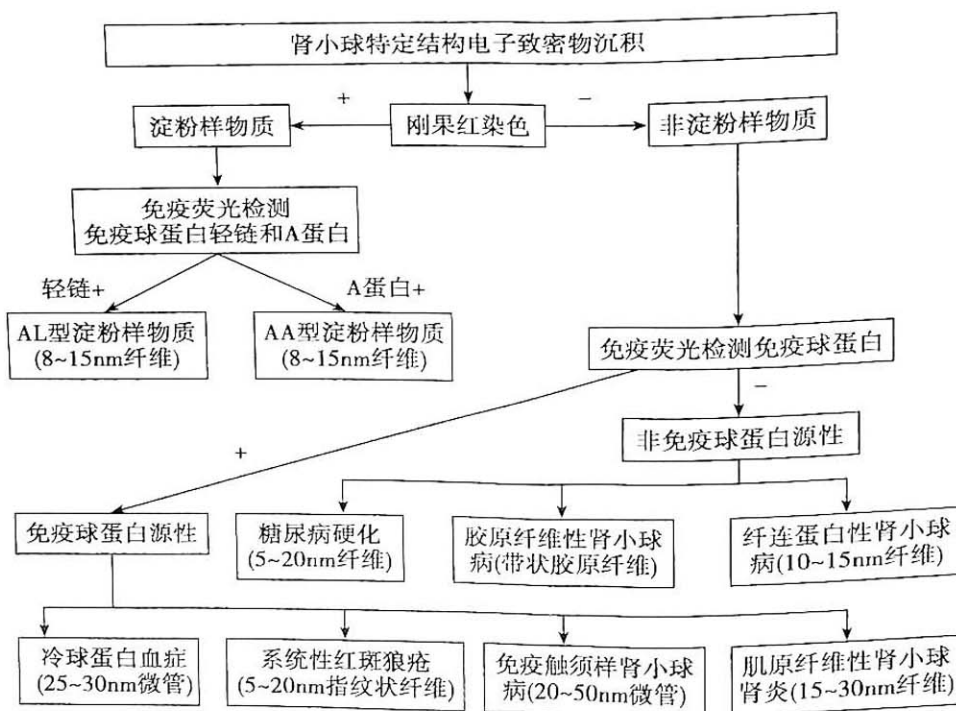 肾小球特定结构电子致密物沉积
+
−
淀粉样物质
刚果红染色
非淀粉样物质
免疫荧光检测
免疫球蛋白轻链和A蛋白
轻链+
A蛋白+
AL型淀粉样物质
(8~15nm纤维)
AA型淀粉样物质
(8~15nm纤维)
免疫荧光检测免疫球蛋白
−
+
非免疫球蛋白源性
免疫球蛋白源性
糖尿病硬化
(5~20nm纤维)
胶原纤维性肾小球
病(带状胶原纤维)
纤连蛋白性肾小球
病(10~15nm纤维)
冷球蛋白血症
(25~30nm微管)
系统性红斑狼疮
(5~20nm指纹状纤维)
免疫触须样肾小球
病(20~50nm微管)
肌原纤维性肾小球
肾炎(15~30nm纤维)